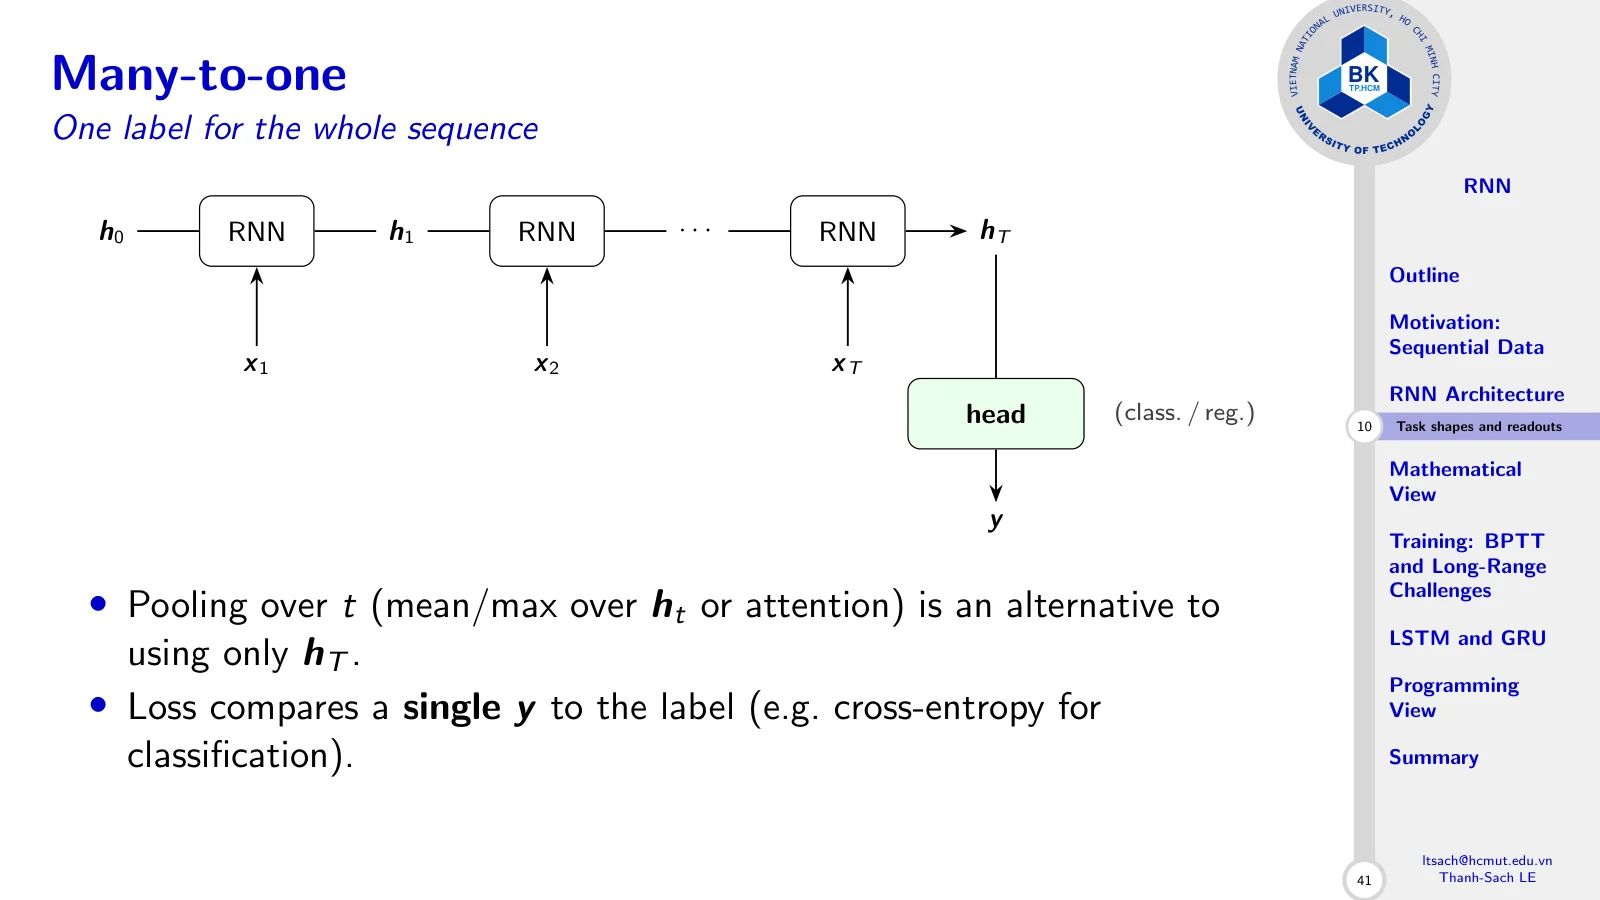 Many-to-one
One label for the whole sequence
h0 RNN h1 RNN ··· RNN hT
x1 x2 xT
head (class. / reg.)
y
• Pooling over t (mean/max over ht or attention) is an alternative to
using only hT.
• Loss compares a single y to the label (e.g. cross-entropy for
classification).
VIETNAM NATIONAL UNIVERSITY, HO CHI MINH CITY
BK
TP.HCM
UNIVERSITY OF TECHNOLOGY
RNN
Outline
Motivation:
Sequential Data
RNN Architecture
10 Task shapes and readouts
Mathematical
View
Training: BPTT
and Long-Range
Challenges
LSTM and GRU
Programming
View
Summary
ltsach@hcmut.edu.vn
Thanh-Sach LE
41